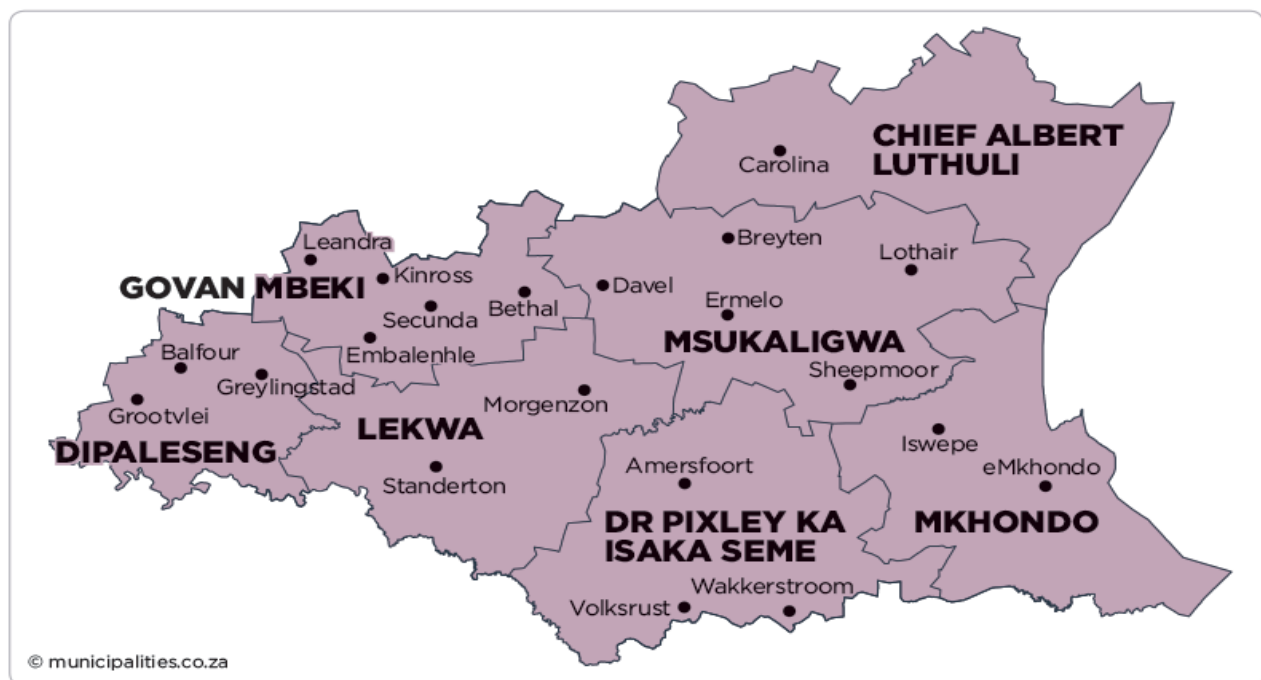 CHIEF ALBERT
LUTHULI
Carolina
Leandra
Breyten
Lothair
GOVAN MBEKI
Kinross
Davel
Bethal
Ermelo
Secunda
MSUKALIGWA
Embalenhle
Balfour
Sheepmoor
Greylingstad
Grootvlei
Morgenzon
LEKWA
DIPALESENG
Iswepe
Standerton
Amersfoort
eMkhondo
DR PIXLEY KA
ISAKA SEME
MKHONDO
Wakkerstroom
Volksrust
© municipalities.co.za